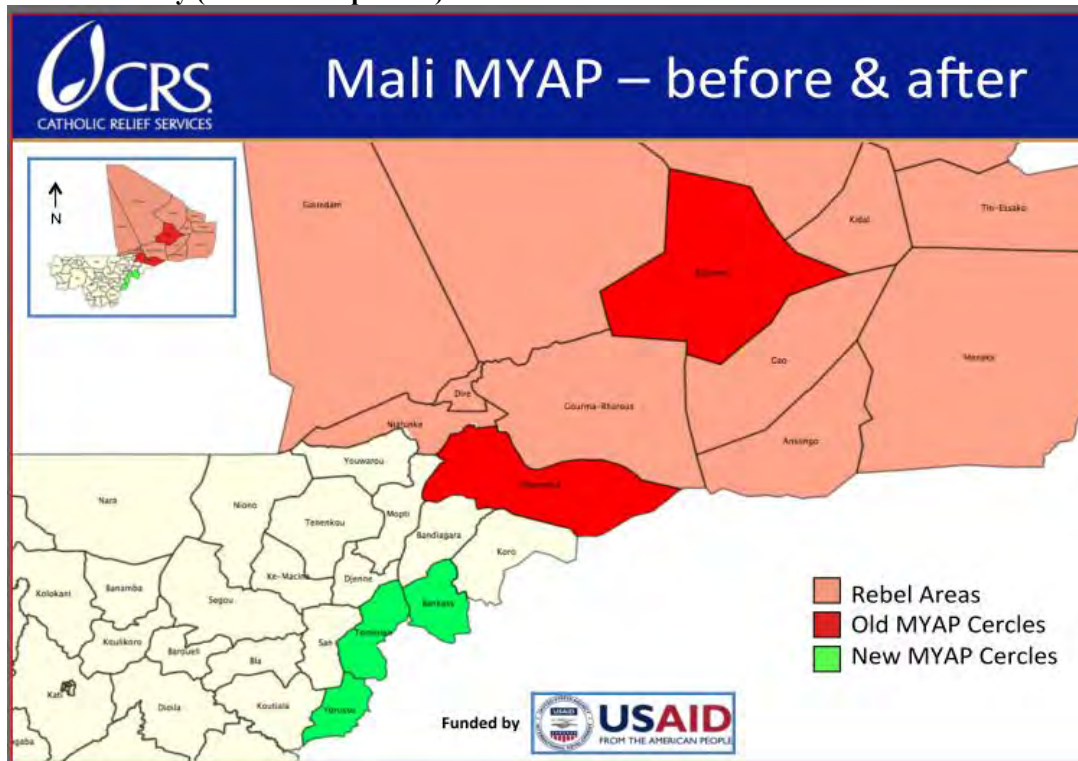 CRS
CATHOLIC RELIEF SERVICES
Mali MYAP – before & after
N
Kidal
Tin-Essako
Gao
Menaka
Dire
Gourma-Rharous
Niafunke
Ansongo
Youwarou
Nara
Niono
Tenenkou
Mopti
Bandiagara
Koro
Ke-Macina
Djenne
Kolokani
Banamba
Segou
Bankass
Tominian
San
Koulikoro
Baroueli
Bla
Kati
Dioila
Koutiala
Yorosso
Rebel Areas
Old MYAP Cercles
New MYAP Cercles
Funded by
USAID
FROM THE AMERICAN PEOPLE